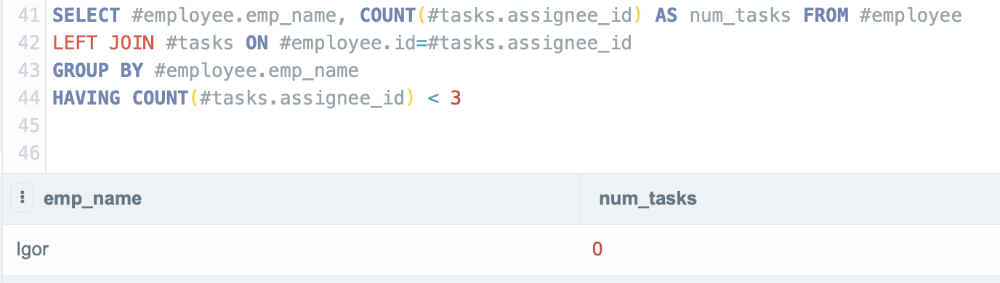 41 SELECT #employee.emp_name, COUNT(#tasks.assignee_id) AS num_tasks FROM #employee
42 LEFT JOIN #tasks ON #employee.id=#tasks.assignee_id
43 GROUP BY #employee.emp_name
44 HAVING COUNT(#tasks.assignee_id) < 3
45
46
emp_name num_tasks
Igor 0